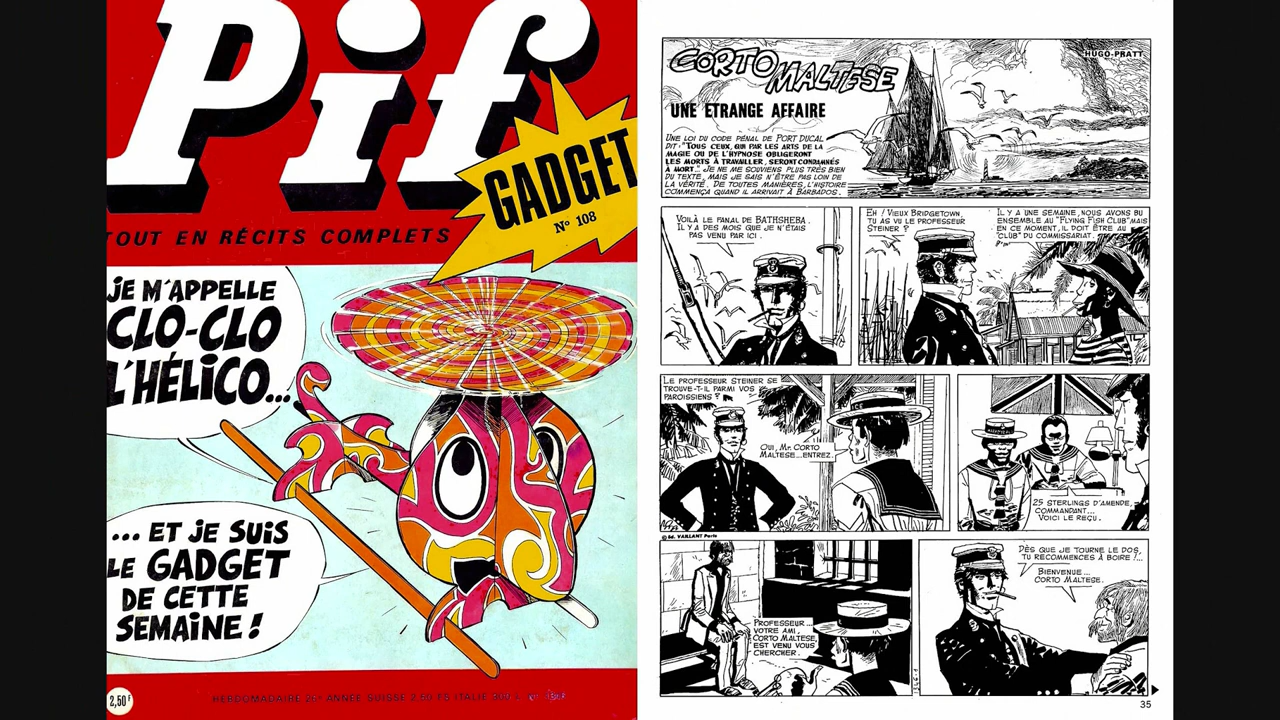 Pif
GADGET
N° 108
TOUT EN RÉCITS COMPLETS
JE M'APPELLE
CLO-CLO
L'HÉLICO...
... ET JE SUIS
LE GADGET
DE CETTE
SEMAINE !
2,50 F
HEBDOMADAIRE
ANNÉE SUISSE 2,50 FS ITALIE
CORTO MALTESE
HUGO-PRATT
UNE ETRANGE AFFAIRE
UNE LOI DU CODE PÉNAL DE PORT DUCAL
DIT : "TOUS CEUX, QUI PAR LES ARTS DE LA
MAGIE OU DE L'HYPNOSE OBLIGERONT
LES MORTS À TRAVAILLER, SERONT CONDAMNÉS
À MORT"... JE NE ME SOUVIENS PLUS TRÈS BIEN
DU TEXTE, MAIS JE SAIS N'ÊTRE PAS LOIN DE
LA VÉRITÉ. DE TOUTES MANIÈRES, L'HISTOIRE
COMMENÇA QUAND IL ARRIVAIT À BARBADOS.
VOILÀ LE FANAL DE BATHSHEBA.
IL Y A DES MOIS QUE JE N'ÉTAIS
PAS VENU PAR ICI.
EH ! VIEUX BRIDGETOWN,
TU AS VU LE PROFESSEUR
STEINER ?
IL Y A UNE SEMAINE, NOUS AVONS BU
ENSEMBLE AU "FLYING FISH CLUB" MAIS
EN CE MOMENT, IL DOIT ÊTRE AU
"CLUB" DU COMMISSARIAT.
LE PROFESSEUR STEINER SE
TROUVE-T-IL PARMI VOS
PAROISSIENS ?
OUI, Mr. CORTO
MALTESE...ENTREZ.
25 STERLINGS D'AMENDE,
COMMANDANT...
VOICI LE REÇU.
© Ed. VAILLANT Paris
PROFESSEUR...
VOTRE AMI,
CORTO MALTESE,
EST VENU VOUS
CHERCHER.
DÈS QUE JE TOURNE LE DOS,
TU RECOMMENCES À BOIRE !...
BIENVENUE...
CORTO MALTESE.
35